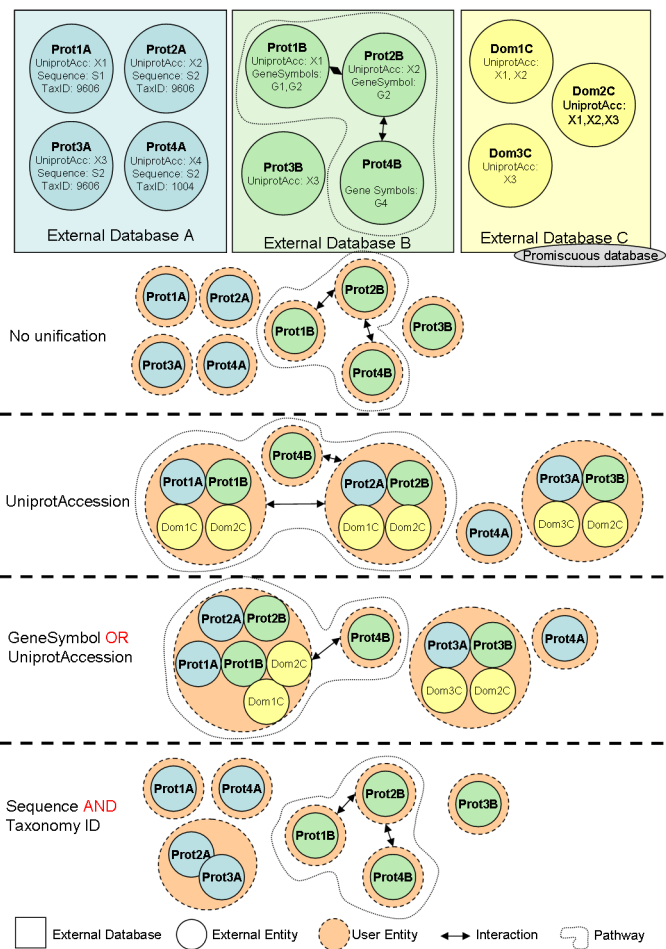 Prot1A
UniprotAcc: X1
Sequence: S1
TaxID: 9606
Prot2A
UniprotAcc: X2
Sequence: S2
TaxID: 9606
Prot3A
UniprotAcc: X3
Sequence: S2
TaxID: 9606
Prot4A
UniprotAcc: X4
Sequence: S2
TaxID: 1004
External Database A
Prot1B
UniprotAcc: X1
GeneSymbols:
G1,G2
Prot2B
UniprotAcc: X2
GeneSymbol:
G2
Prot3B
UniprotAcc: X3
Prot4B
Gene Symbols:
G4
External Database B
Dom1C
UniprotAcc:
X1, X2
Dom2C
UniprotAcc:
X1,X2,X3
Dom3C
UniprotAcc:
X3
External Database C
Promiscuous database
No unification
Prot1A
Prot2A
Prot3A
Prot4A
Prot1B
Prot2B
Prot4B
Prot3B
UniprotAccession
Prot1A
Prot1B
Dom1C
Dom2C
Prot4B
Prot2A
Prot2B
Dom1C
Dom2C
Prot4A
Prot3A
Prot3B
Dom3C
Dom2C
GeneSymbol OR
UniprotAccession
Prot2A
Prot2B
Prot1A
Prot1B
Dom2C
Dom1C
Prot4B
Prot3A
Prot3B
Dom3C
Dom2C
Prot4A
Sequence AND
Taxonomy ID
Prot1A
Prot4A
Prot2A
Prot3A
Prot2B
Prot1B
Prot4B
Prot3B
External Database
External Entity
User Entity
Interaction
Pathway